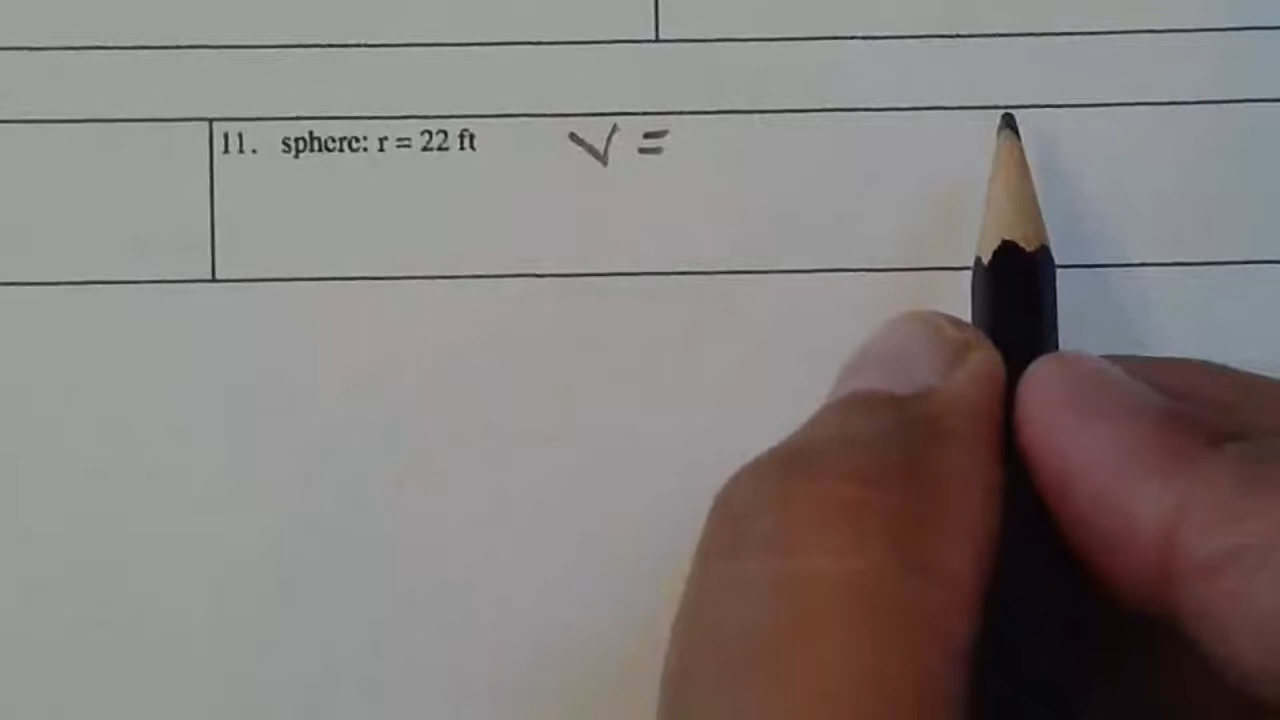 11. sphere: r = 22 ft V =